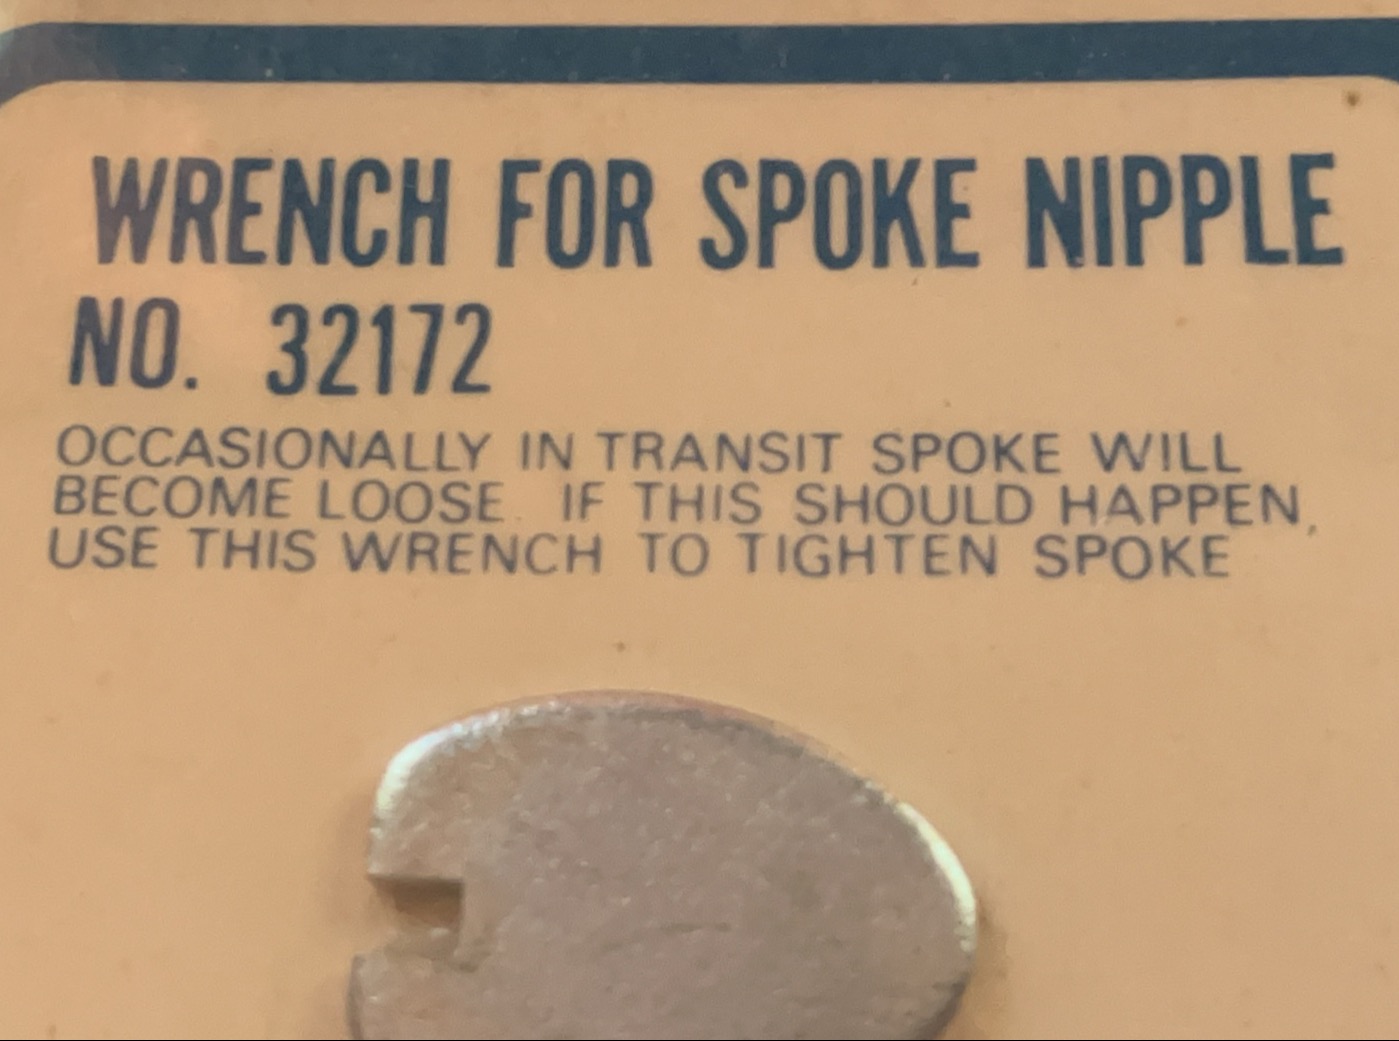 WRENCH FOR SPOKE NIPPLE
NO. 32172
OCCASIONALLY IN TRANSIT SPOKE WILL
BECOME LOOSE. IF THIS SHOULD HAPPEN,
USE THIS WRENCH TO TIGHTEN SPOKE